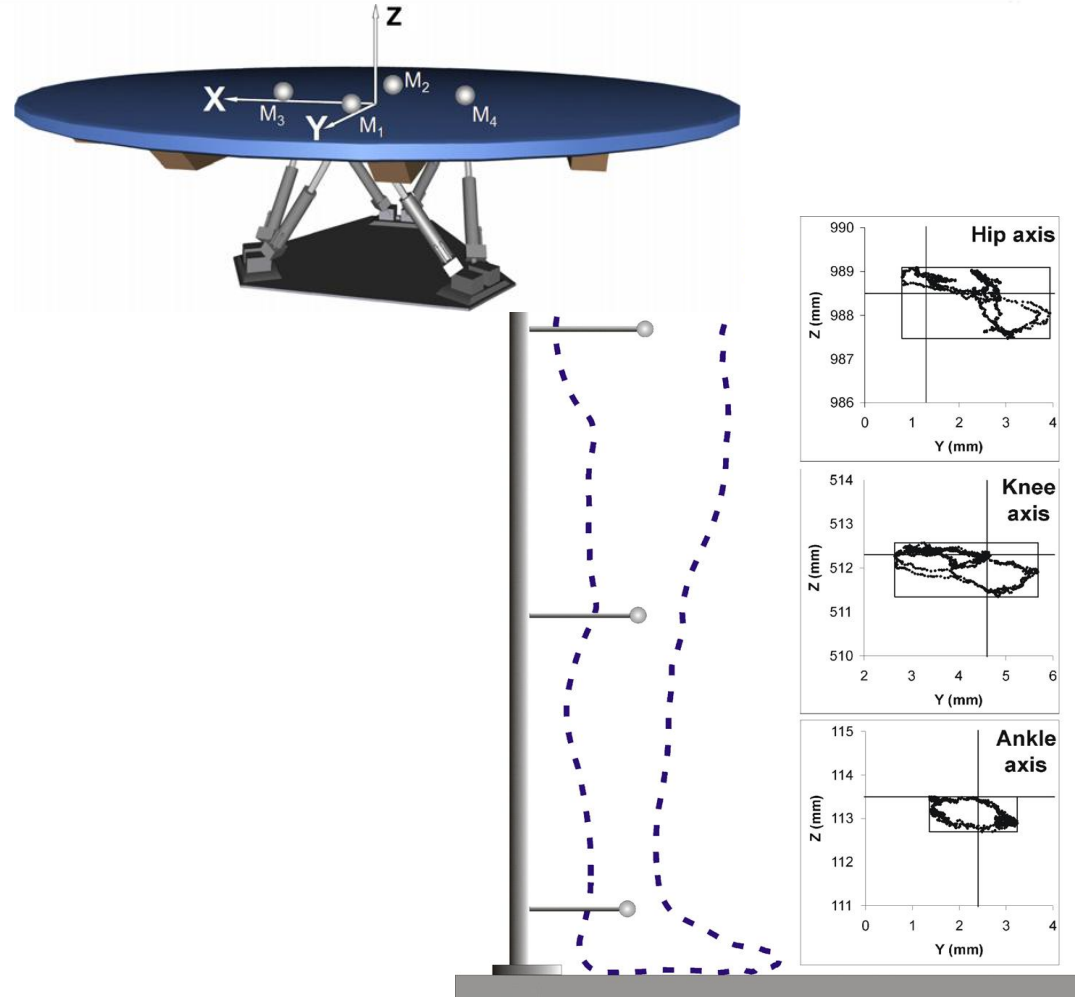 Z
X
Y
M3
M1
M2
M4
Hip axis
990
989
988
987
986
Z (mm)
0 1 2 3 4
Y (mm)
Knee
axis
514
513
512
511
510
Z (mm)
2 3 4 5 6
Y (mm)
Ankle
axis
115
114
113
112
111
Z (mm)
0 1 2 3 4
Y (mm)